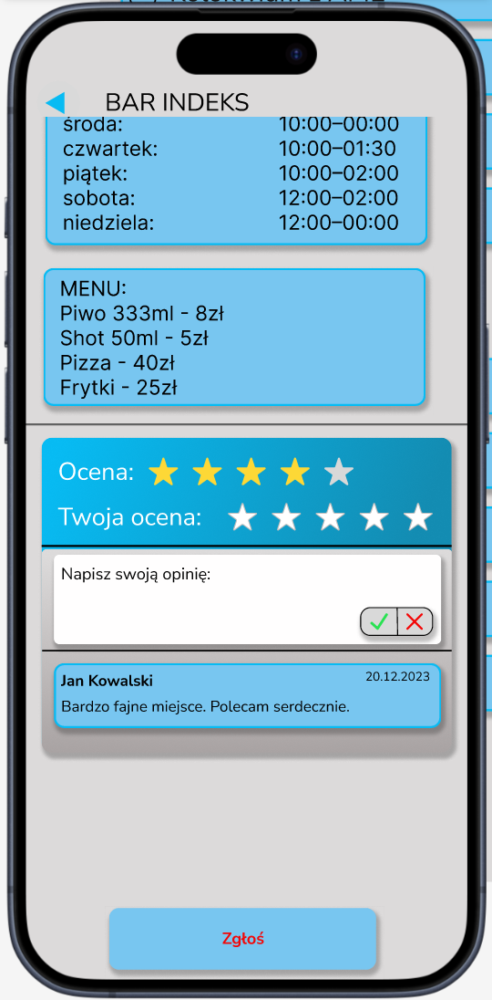 BAR INDEKS
środa: 10:00–00:00
czwartek: 10:00–01:30
piątek: 10:00–02:00
sobota: 12:00–02:00
niedziela: 12:00–00:00
MENU:
Piwo 333ml - 8zł
Shot 50ml - 5zł
Pizza - 40zł
Frytki - 25zł
Ocena:
Twoja ocena:
Napisz swoją opinię:
Jan Kowalski 20.12.2023
Bardzo fajne miejsce. Polecam serdecznie.
Zgłoś